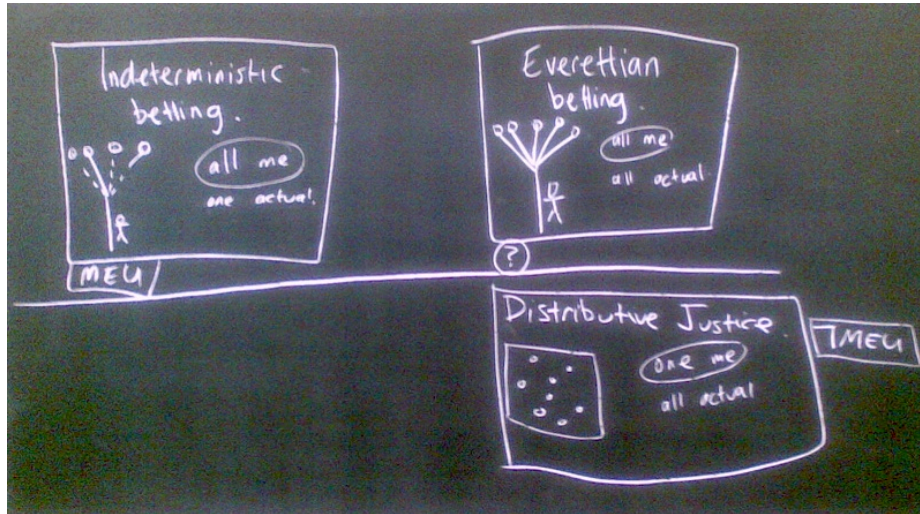 Indeterministic
betting.
all me
one actual.
MEU
Everettian
betting.
all me
all actual.
?
Distributive Justice.
one me
all actual
¬MEU